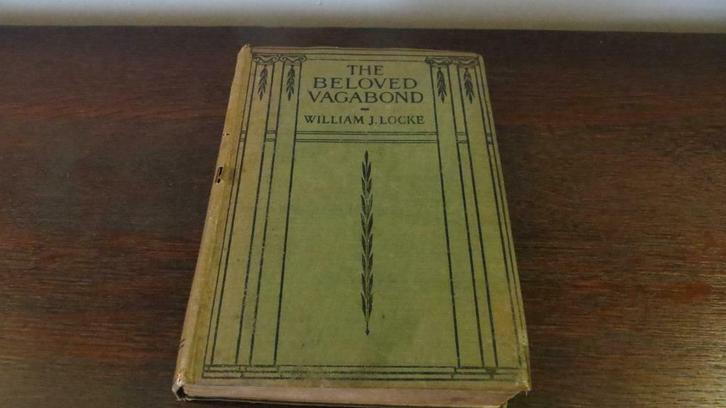 THE
BELOVED
VAGABOND
WILLIAM J. LOCKE